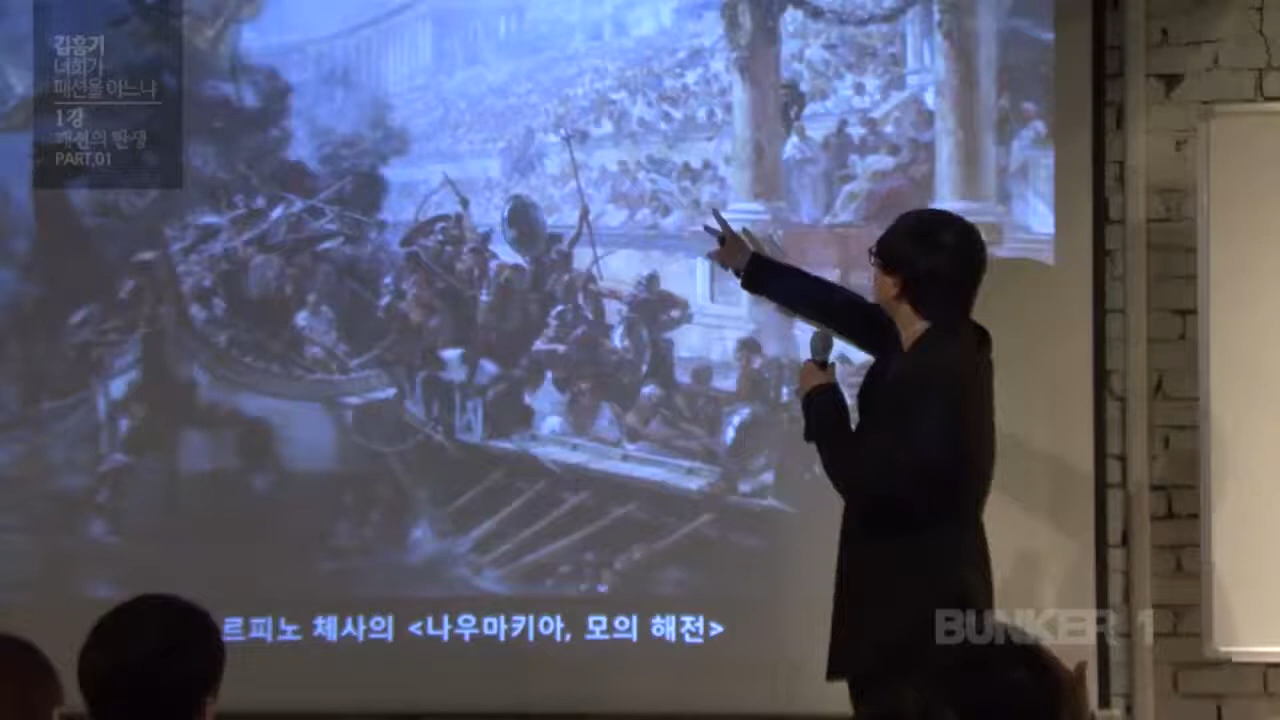 김홍기
너희가
패션을 아느냐
1강
패션의 탄생
PART.01
르피노 체사의 <나우마키아, 모의 해전>
BUNKER 1